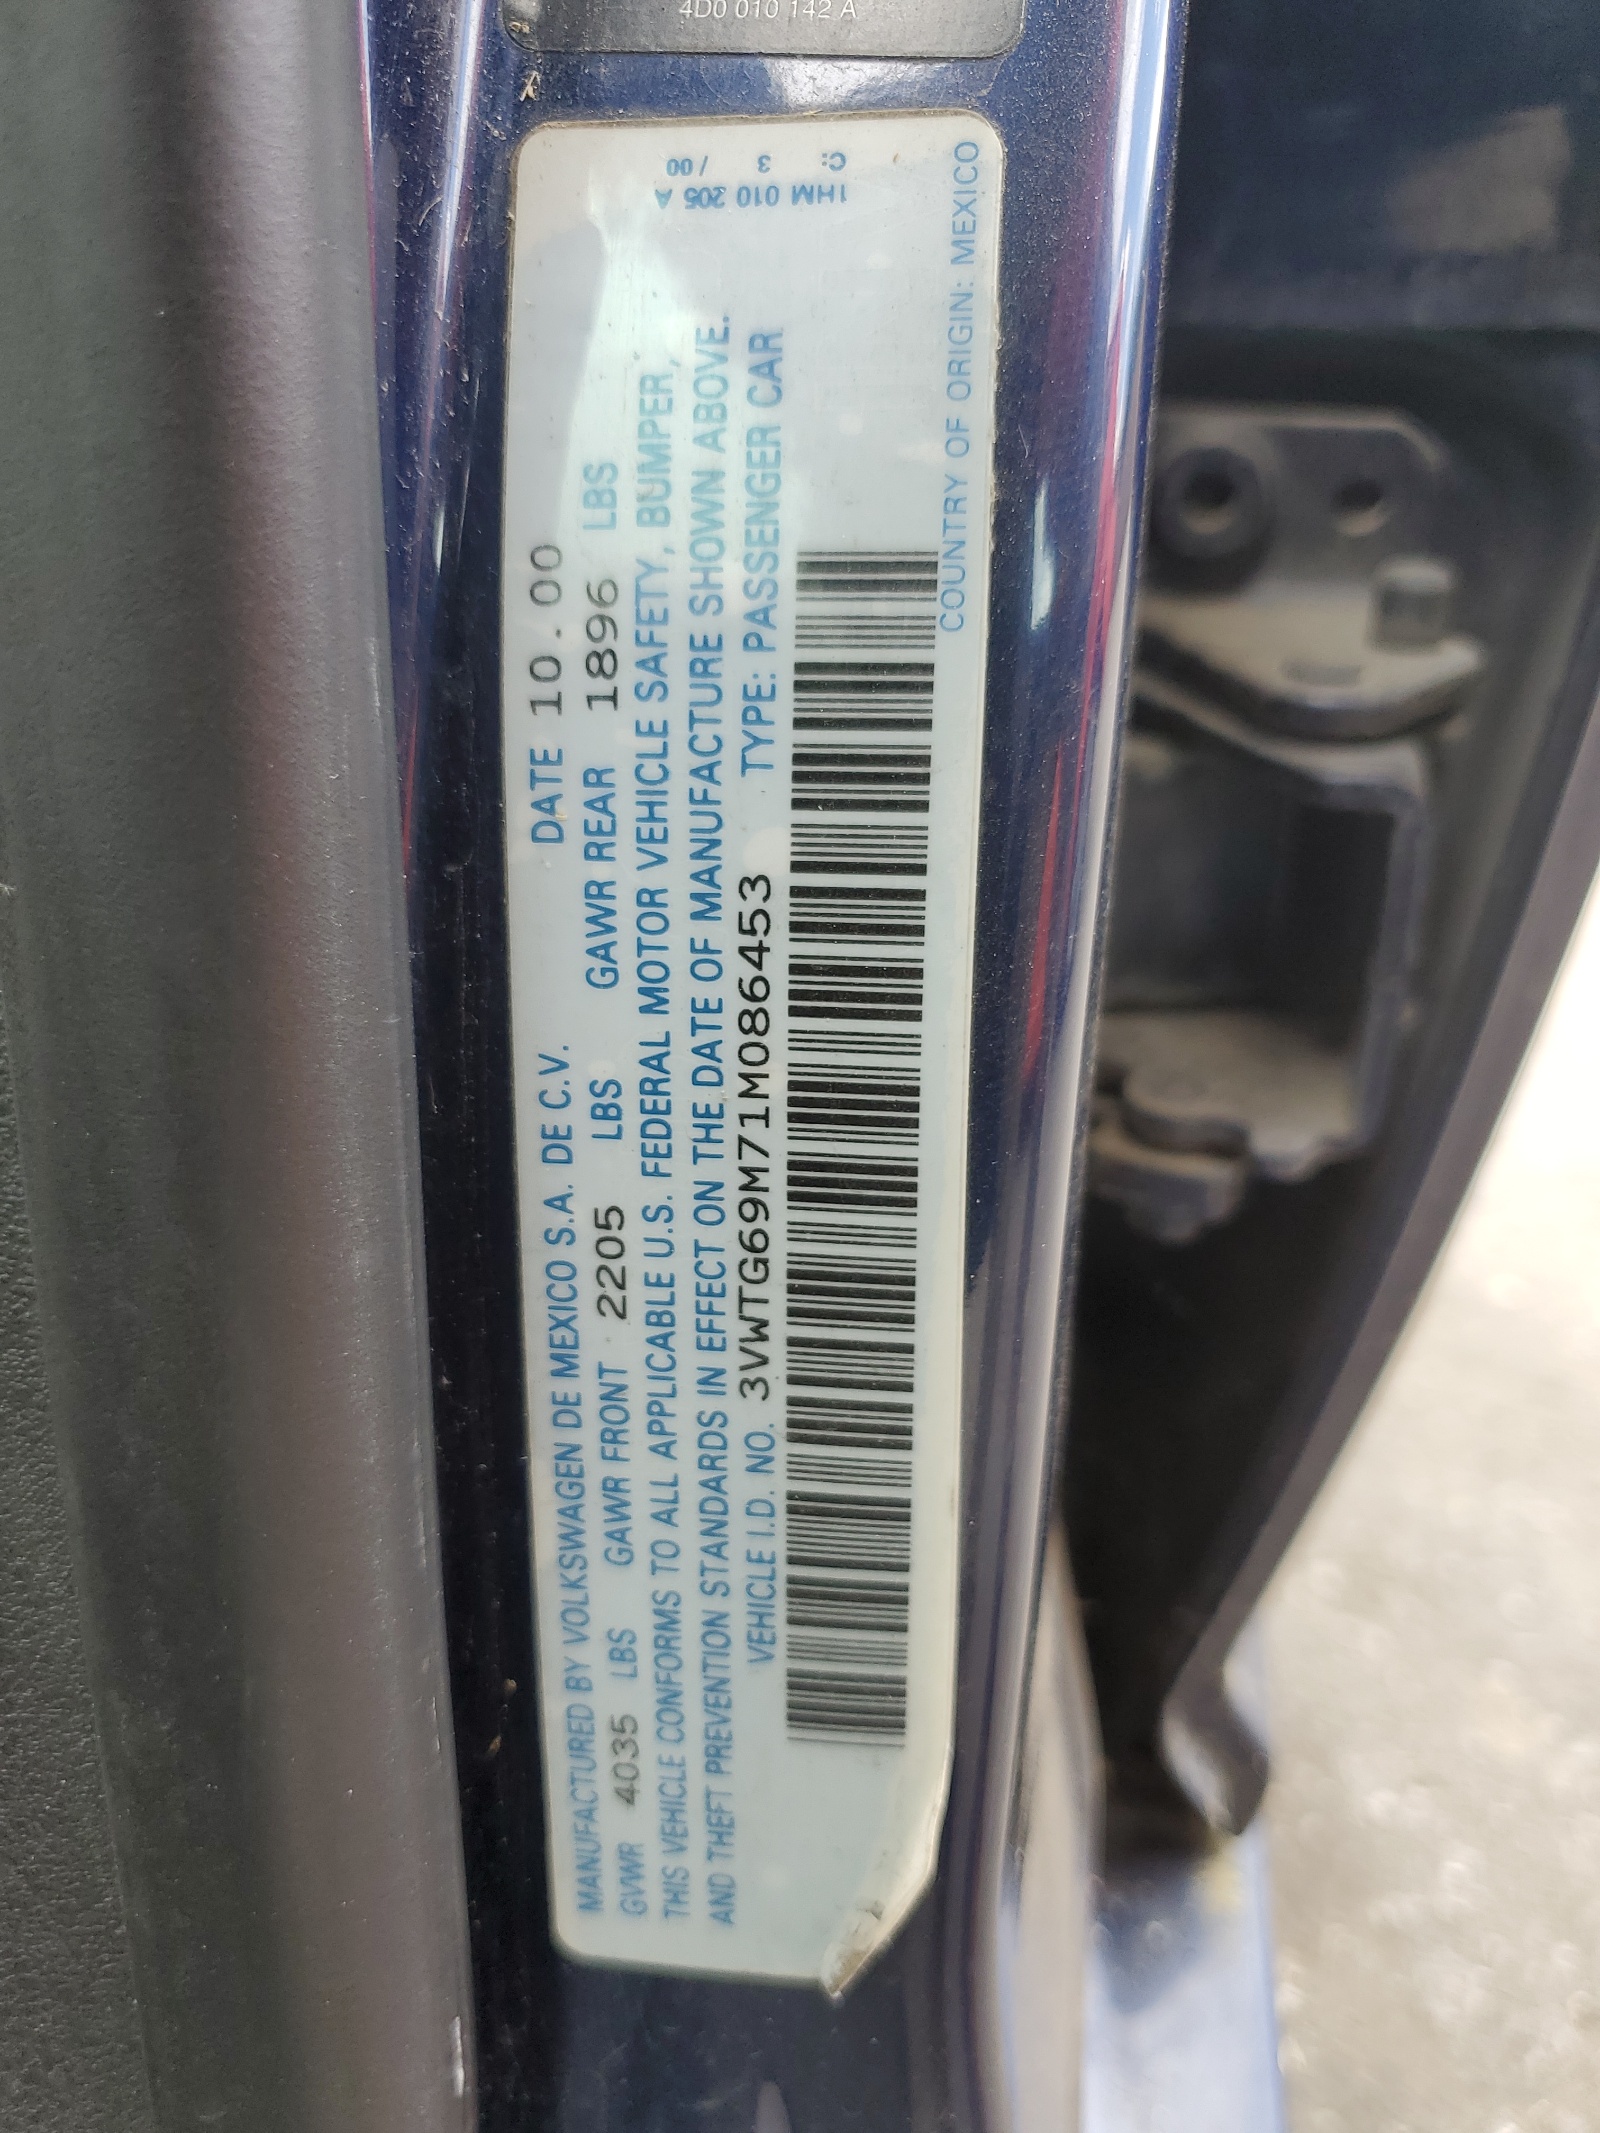 4D0 010 142 A
MANUFACTURED BY VOLKSWAGEN DE MEXICO S.A. DE C.V. DATE 10.00
GVWR 4035 LBS GAWR FRONT 2205 LBS GAWR REAR 1896 LBS
THIS VEHICLE CONFORMS TO ALL APPLICABLE U.S. FEDERAL MOTOR VEHICLE SAFETY, BUMPER,
AND THEFT PREVENTION STANDARDS IN EFFECT ON THE DATE OF MANUFACTURE SHOWN ABOVE.
VEHICLE I.D. NO. 3VWTG69M71M086453 TYPE: PASSENGER CAR
COUNTRY OF ORIGIN: MEXICO
1HM 010 205 A
C: 3 /00